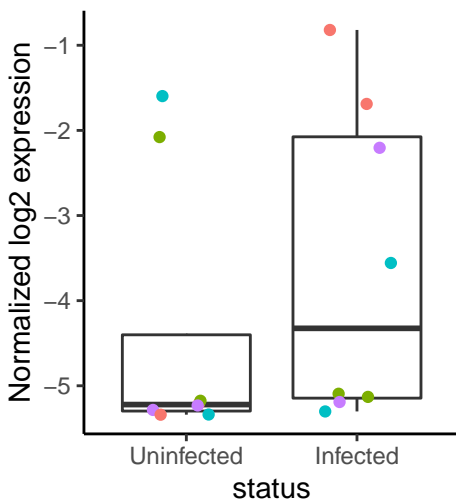 Normalized log2 expression
−1
−2
−3
−4
−5
Uninfected
Infected
status